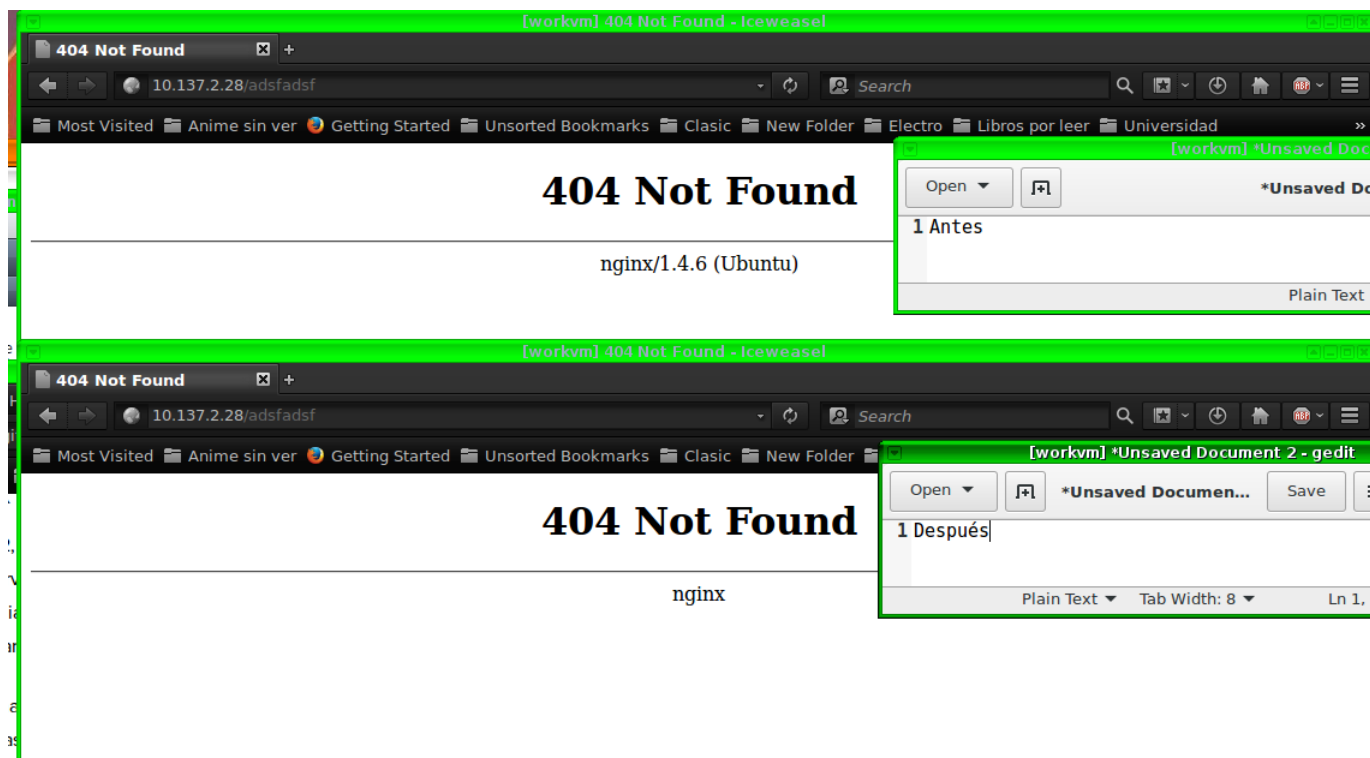 [workvm] 404 Not Found - Iceweasel
404 Not Found
10.137.2.28/adsfadsf Search
Most Visited Anime sin ver Getting Started Unsorted Bookmarks Clasic New Folder Electro Libros por leer Universidad »
404 Not Found
nginx/1.4.6 (Ubuntu)
[workvm] *Unsaved Doc
Open *Unsaved Do
1 Antes
Plain Text
[workvm] 404 Not Found - Iceweasel
404 Not Found
10.137.2.28/adsfadsf Search
Most Visited Anime sin ver Getting Started Unsorted Bookmarks Clasic New Folder
404 Not Found
nginx
[workvm] *Unsaved Document 2 - gedit
Open *Unsaved Documen... Save
1 Después
Plain Text Tab Width: 8 Ln 1,